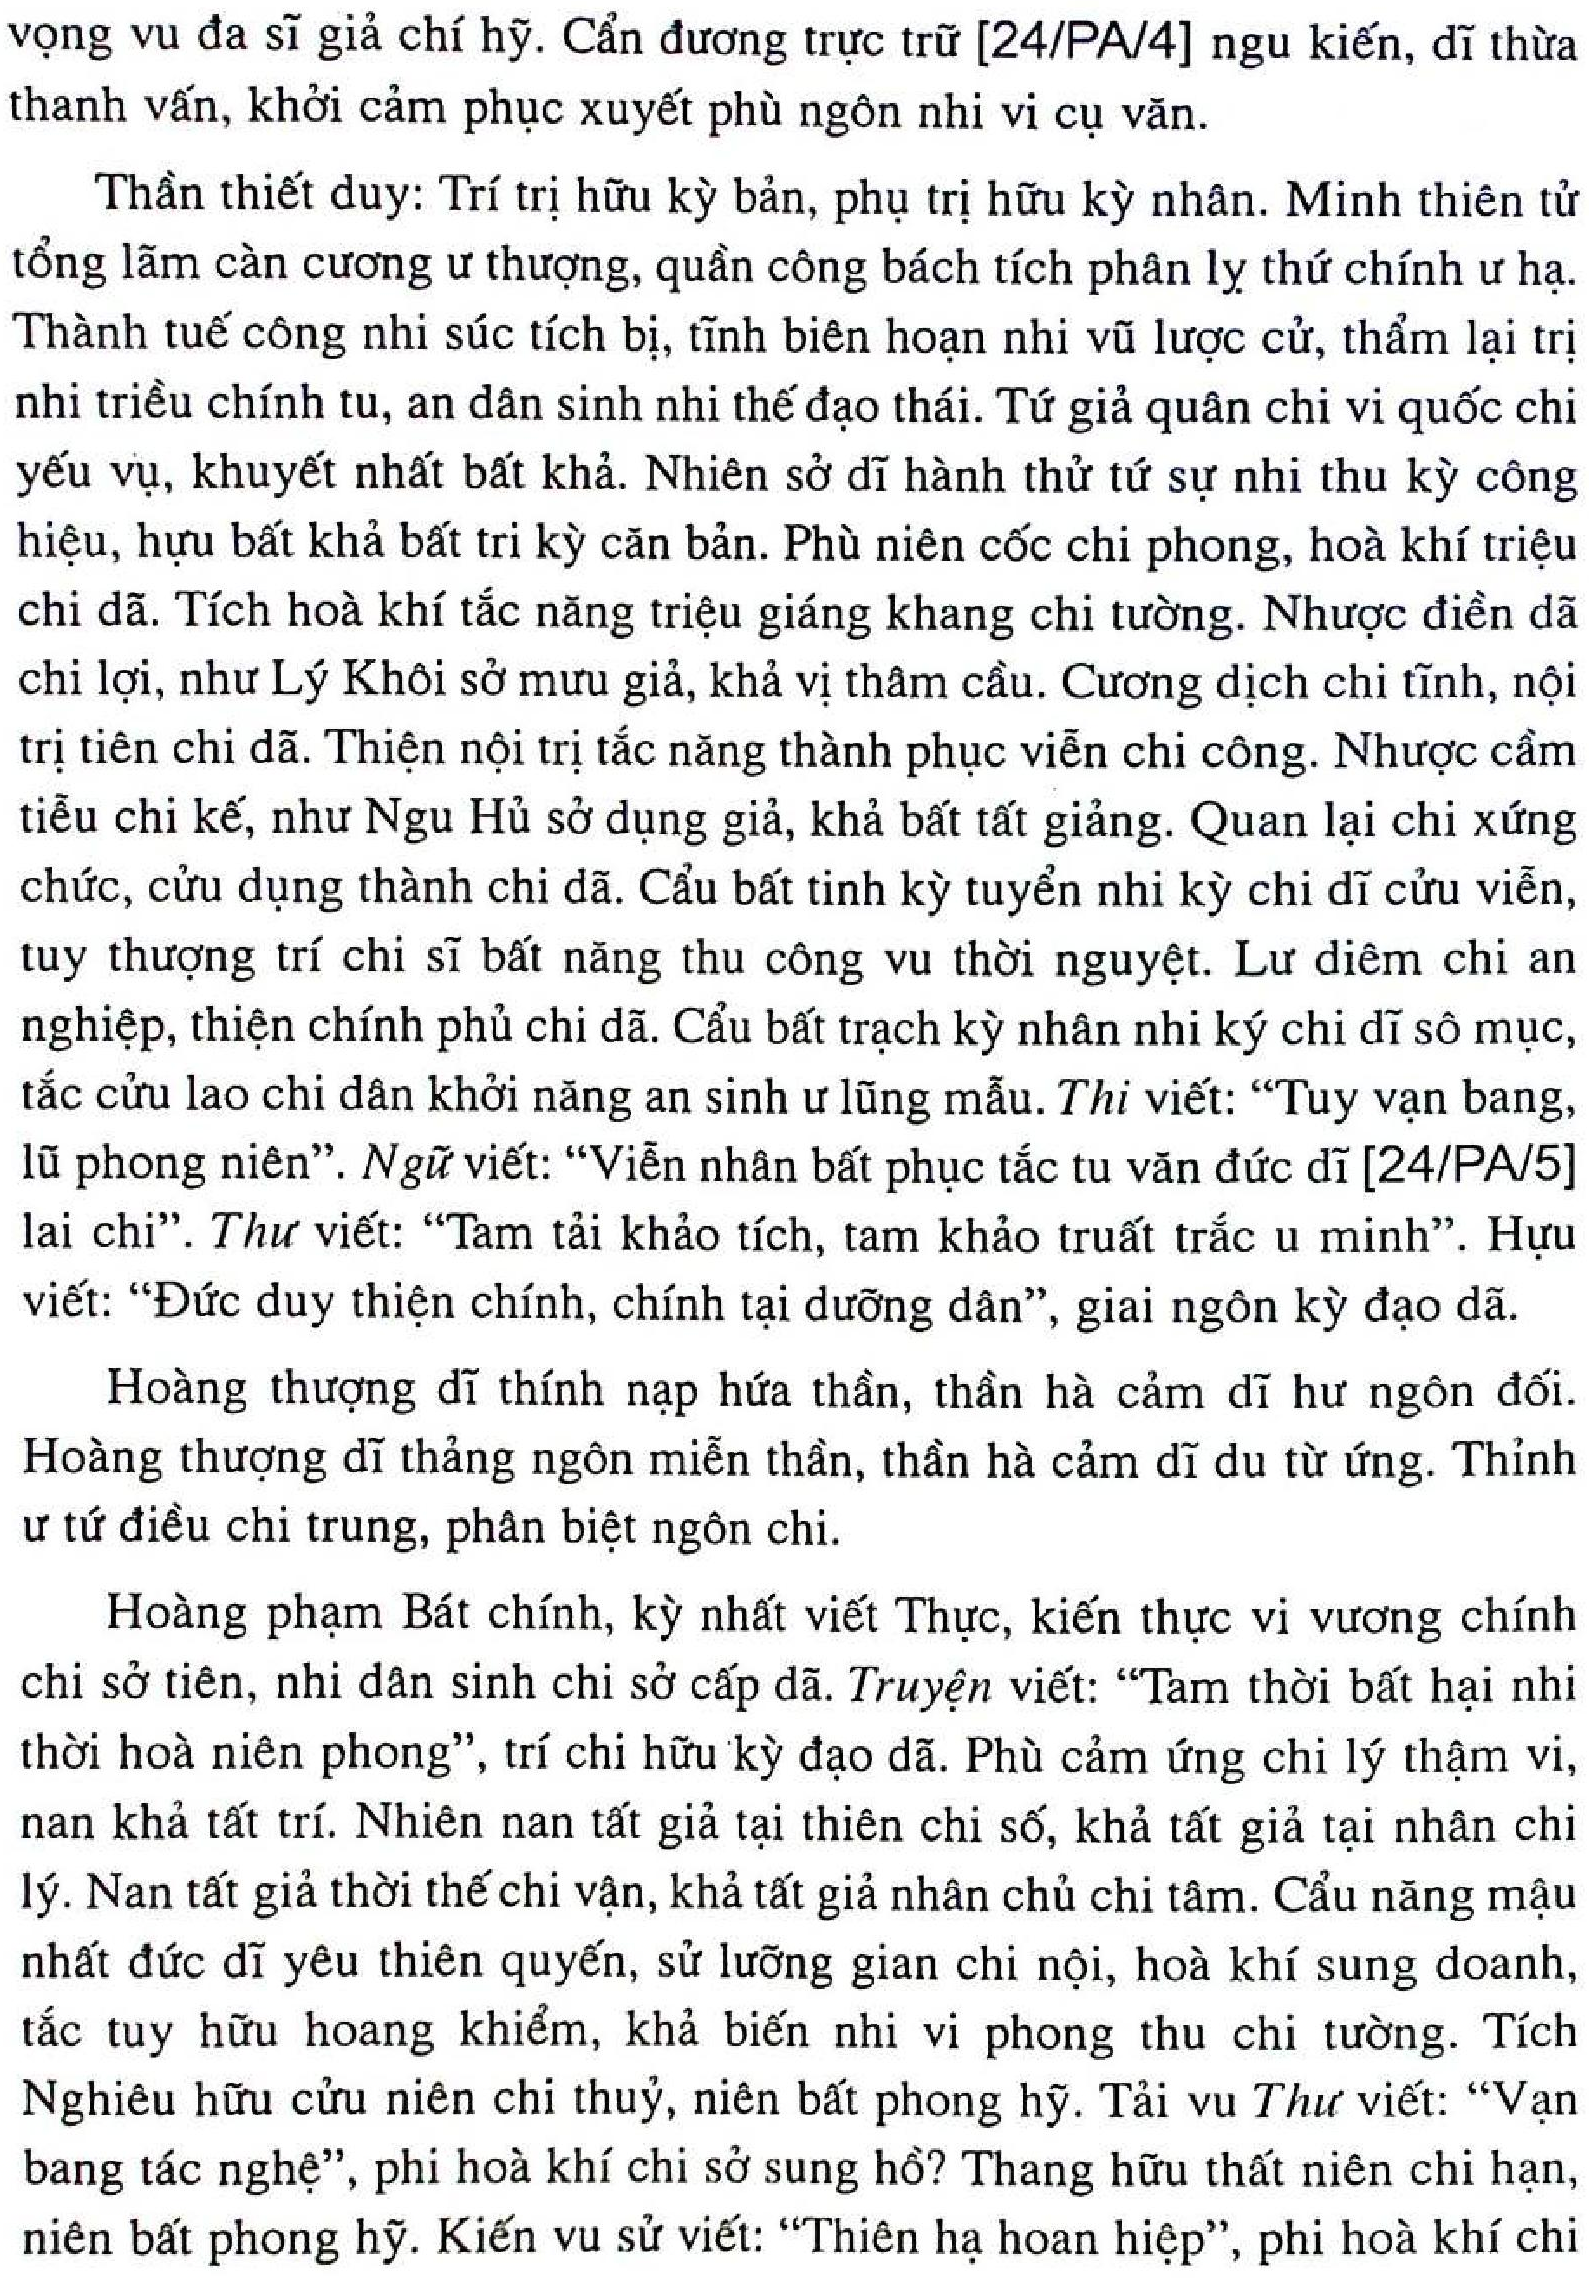 vọng vu đa sĩ giả chí hỹ. Cẩn đương trực trữ [24/PA/4] ngu kiến, dĩ thừa
thanh vấn, khởi cảm phục xuyết phù ngôn nhi vi cụ văn.
Thần thiết duy: Trí trị hữu kỳ bản, phụ trị hữu kỳ nhân. Minh thiên tử
tổng lãm càn cương ư thượng, quần công bách tích phân lỵ thứ chính ư hạ.
Thành tuế công nhi súc tích bị, tĩnh biên hoạn nhi vũ lược cử, thẩm lại trị
nhi triều chính tu, an dân sinh nhi thế đạo thái. Tứ giả quân chi vi quốc chi
yếu vụ, khuyết nhất bất khả. Nhiên sở dĩ hành thử tứ sự nhi thu kỳ công
hiệu, hựu bất khả bất tri kỳ căn bản. Phù niên cốc chi phong, hoà khí triệu
chi dã. Tích hoà khí tắc năng triệu giáng khang chi tường. Nhược điền dã
chi lợi, như Lý Khôi sở mưu giả, khả vị thâm cầu. Cương dịch chi tĩnh, nội
trị tiên chi dã. Thiện nội trị tắc năng thành phục viễn chi công. Nhược cầm
tiễu chi kế, như Ngu Hủ sở dụng giả, khả bất tất giảng. Quan lại chi xứng
chức, cửu dụng thành chi dã. Cẩu bất tinh kỳ tuyển nhi kỳ chi dĩ cửu viễn,
tuy thượng trí chi sĩ bất năng thu công vu thời nguyệt. Lư diêm chi an
nghiệp, thiện chính phủ chi dã. Cẩu bất trạch kỳ nhân nhi ký chi dĩ sô mục,
tắc cửu lao chi dân khởi năng an sinh ư lũng mẫu. Thi viết: “Tuy vạn bang,
lũ phong niên”. Ngữ viết: “Viễn nhân bất phục tắc tu văn đức dĩ [24/PA/5]
lai chi”. Thư viết: “Tam tải khảo tích, tam khảo truất trắc u minh”. Hựu
viết: “Đức duy thiện chính, chính tại dưỡng dân”, giai ngôn kỳ đạo dã.
Hoàng thượng dĩ thính nạp hứa thần, thần hà cảm dĩ hư ngôn đối.
Hoàng thượng dĩ thảng ngôn miễn thần, thần hà cảm dĩ du từ ứng. Thỉnh
ư tứ điều chi trung, phân biệt ngôn chi.
Hoàng phạm Bát chính, kỳ nhất viết Thực, kiến thực vi vương chính
chi sở tiên, nhi dân sinh chi sở cấp dã. Truyện viết: “Tam thời bất hại nhi
thời hoà niên phong”, trí chi hữu kỳ đạo dã. Phù cảm ứng chi lý thậm vi,
nan khả tất trí. Nhiên nan tất giả tại thiên chi số, khả tất giả tại nhân chi
lý. Nan tất giả thời thế chi vận, khả tất giả nhân chủ chi tâm. Cẩu năng mậu
nhất đức dĩ yêu thiên quyến, sử lưỡng gian chi nội, hoà khí sung doanh,
tắc tuy hữu hoang khiểm, khả biến nhi vi phong thu chi tường. Tích
Nghiêu hữu cửu niên chi thuỷ, niên bất phong hỹ. Tải vu Thư viết: “Vạn
bang tác nghệ”, phi hoà khí chi sở sung hồ? Thang hữu thất niên chi hạn,
niên bất phong hỹ. Kiến vu sử viết: “Thiên hạ hoan hiệp”, phi hoà khí chi